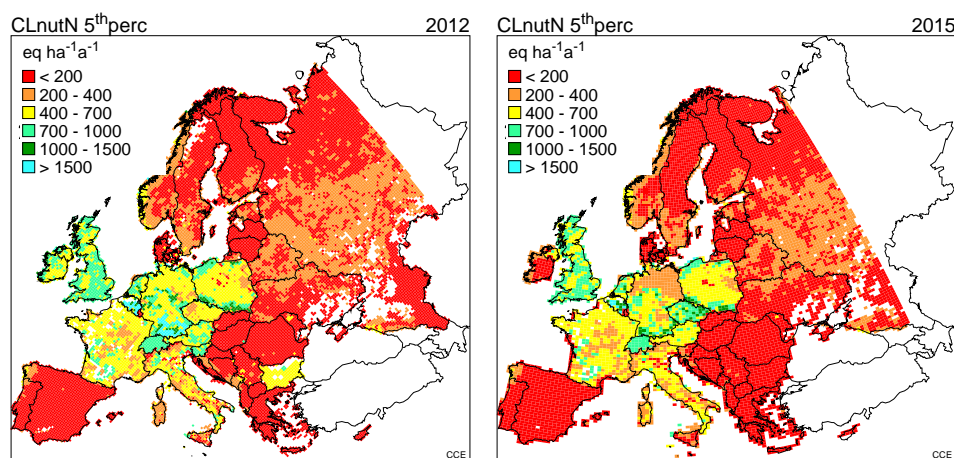 CLnutN 5ᵗʰperc 2012
eq ha⁻¹a⁻¹
< 200
200 - 400
400 - 700
700 - 1000
1000 - 1500
> 1500
CCE
CLnutN 5ᵗʰperc 2015
eq ha⁻¹a⁻¹
< 200
200 - 400
400 - 700
700 - 1000
1000 - 1500
> 1500
CCE